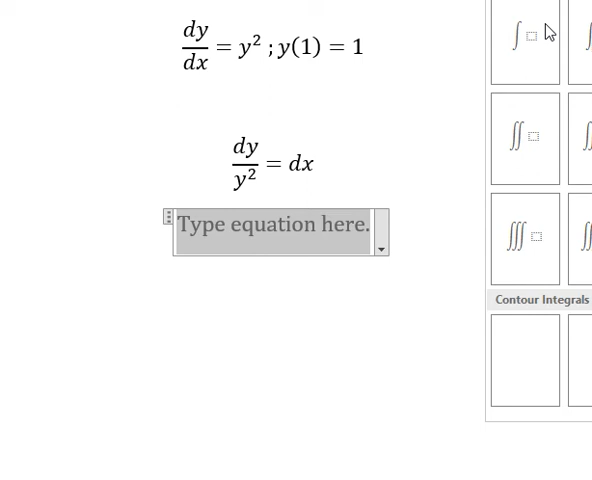 dy/dx = y² ; y(1) = 1
dy/y² = dx
Type equation here.
∫
∬
∭
Contour Integrals